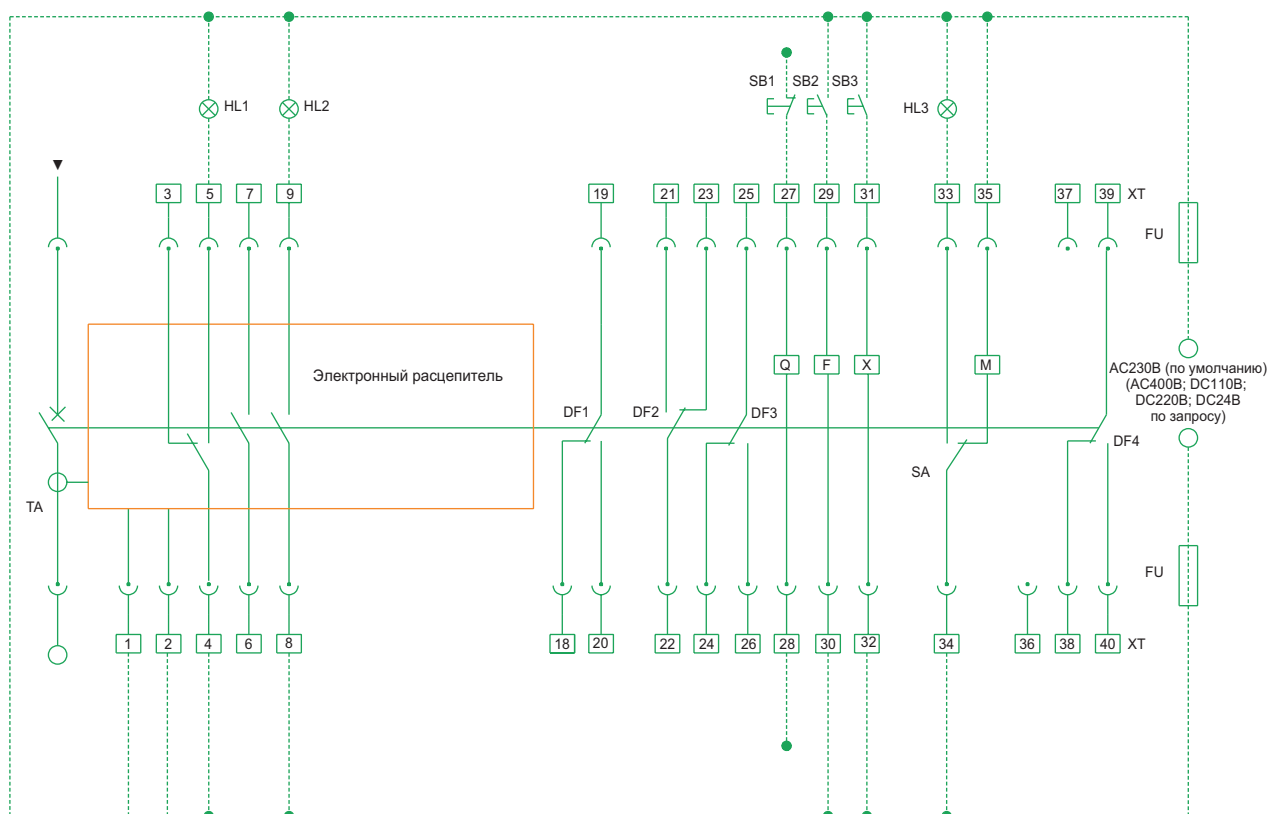 SB1 SB2 SB3
HL1 HL2 HL3
3 5 7 9 19 21 23 25 27 29 31 33 35 37 39 XT
FU
Q F X M
Электронный расцепитель
AC230В (по умолчанию)
(AC400В; DC110В;
DC220В; DC24В
по запросу)
DF1 DF2 DF3 DF4
SA
TA
FU
1 2 4 6 8 18 20 22 24 26 28 30 32 34 36 38 40 XT